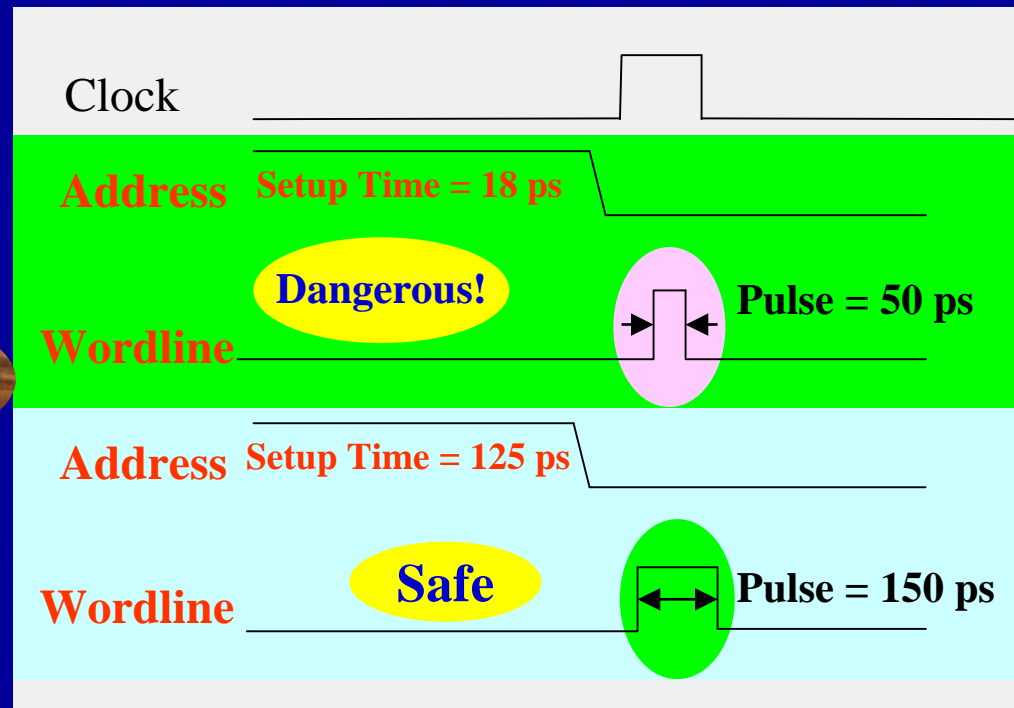 Clock
Address Setup Time = 18 ps
Dangerous!
Pulse = 50 ps
Wordline
Address Setup Time = 125 ps
Safe
Pulse = 150 ps
Wordline